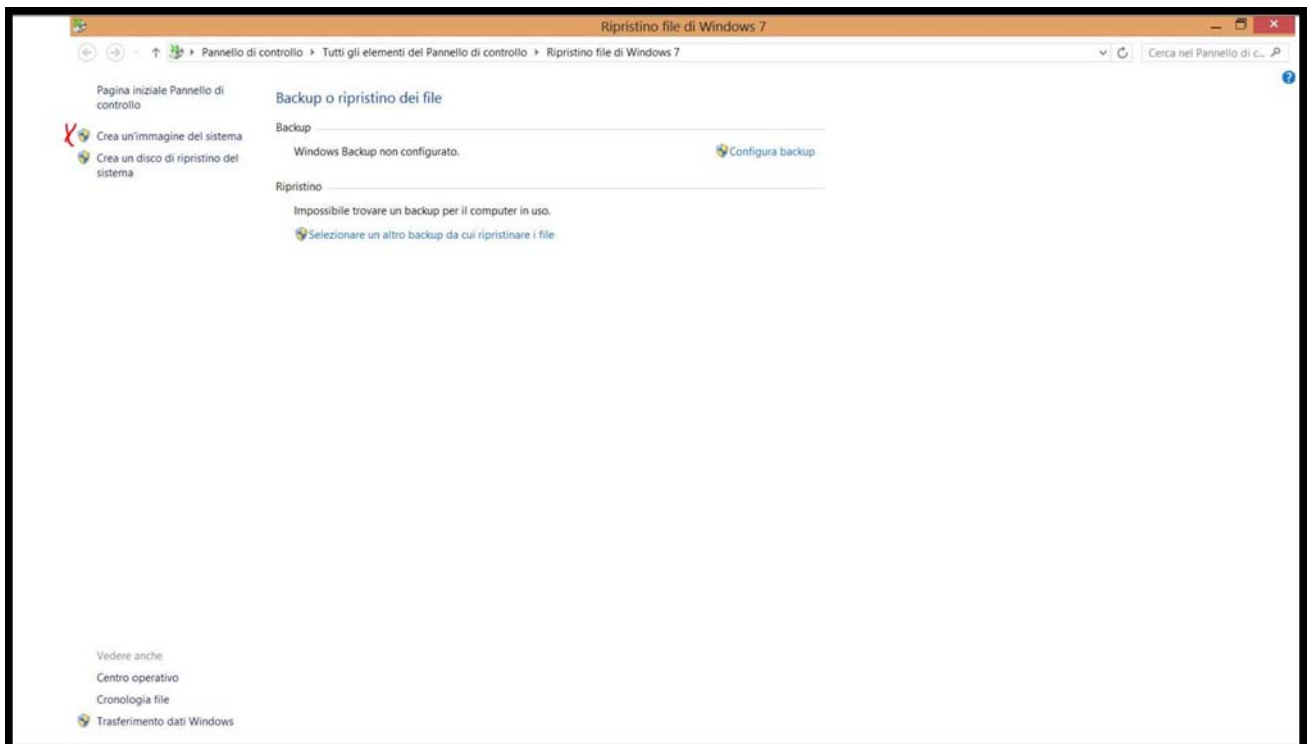 Ripristino file di Windows 7
Pannello di controllo Tutti gli elementi del Pannello di controllo Ripristino file di Windows 7
Cerca nel Pannello di c...
Pagina iniziale Pannello di
controllo
X Crea un'immagine del sistema
Crea un disco di ripristino del
sistema
Backup o ripristino dei file
Backup
Windows Backup non configurato.
Configura backup
Ripristino
Impossibile trovare un backup per il computer in uso.
Selezionare un altro backup da cui ripristinare i file
Vedere anche
Centro operativo
Cronologia file
Trasferimento dati Windows